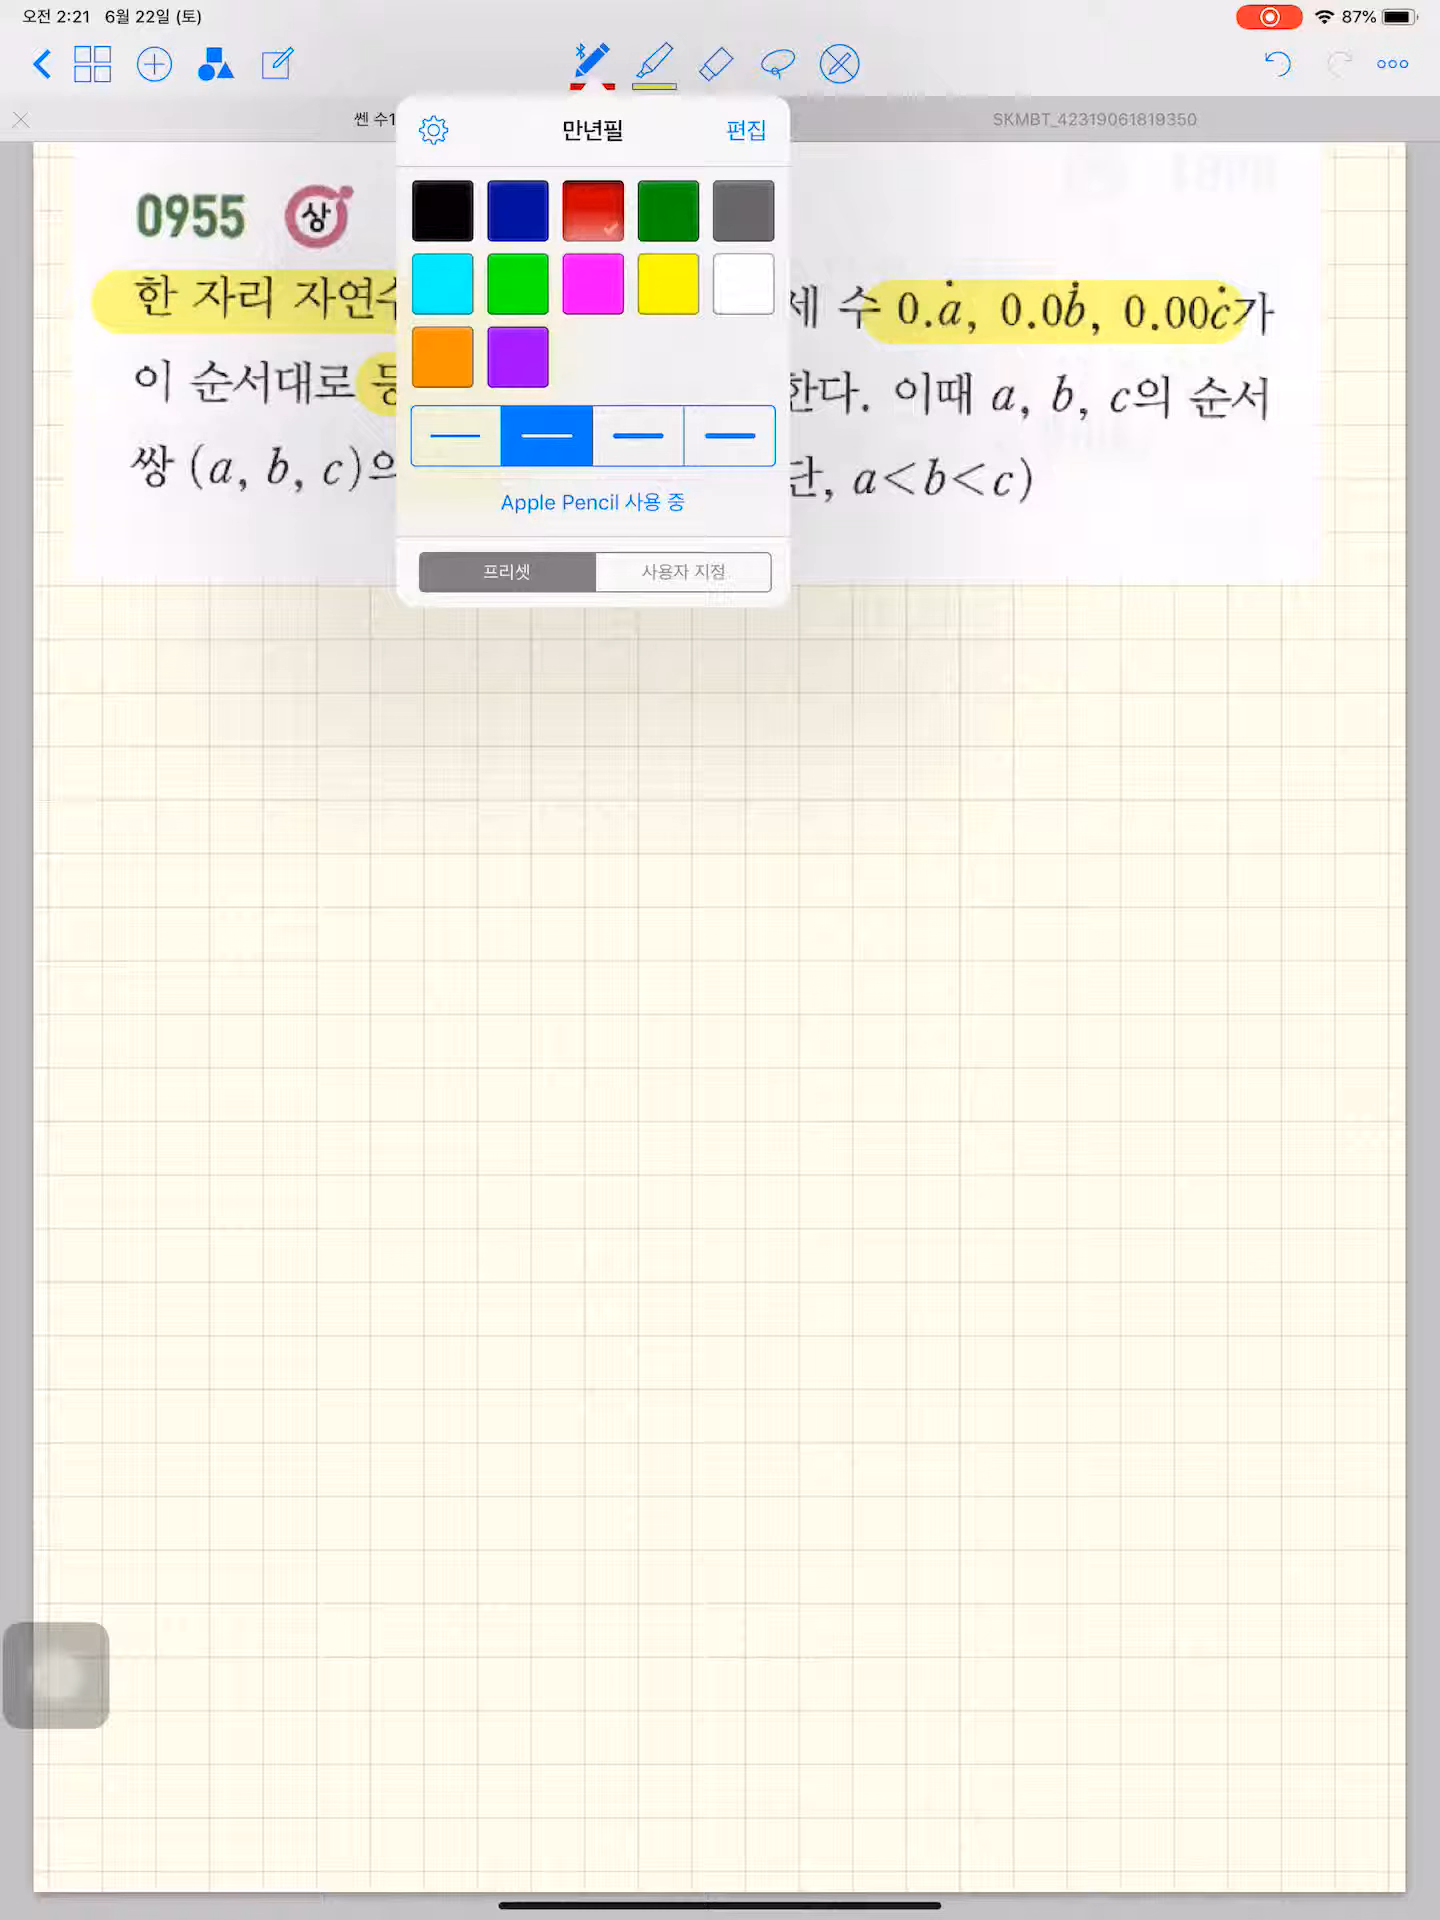 오전 2:21 6월 22일 (토) 87%
쎈 수1 SKMBT_42319061819350
만년필 편집
0955 상
한 자리 자연수 세 수 0.ȧ, 0.0ḃ, 0.00ċ가
이 순서대로 한다. 이때 a, b, c의 순서
쌍 (a, b, c)의 단, a<b<c)
Apple Pencil 사용 중
프리셋 사용자 지정